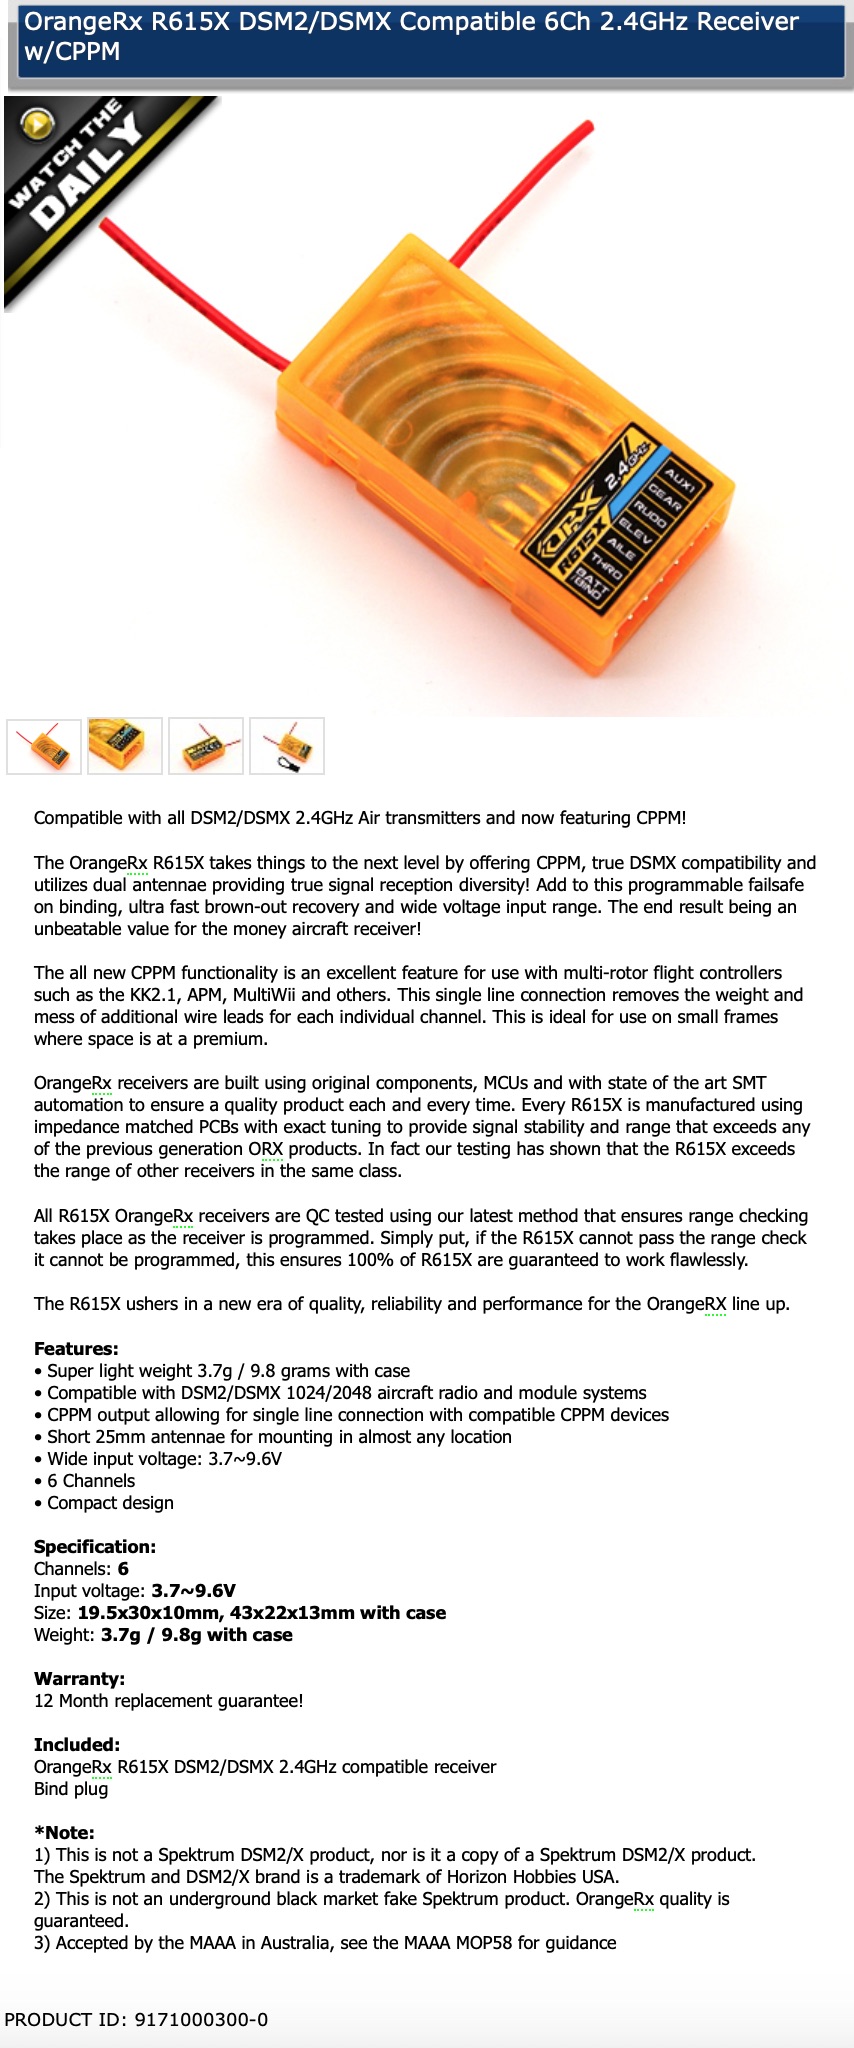 OrangeRx R615X DSM2/DSMX Compatible 6Ch 2.4GHz Receiver
w/CPPM
WATCH THE
DAILY
ORX
R615X
2.4GHz
AUX1
GEAR
RUDD
ELEV
AILE
THRO
BATT
/BIND
Compatible with all DSM2/DSMX 2.4GHz Air transmitters and now featuring CPPM!
The OrangeRx R615X takes things to the next level by offering CPPM, true DSMX compatibility and
utilizes dual antennae providing true signal reception diversity! Add to this programmable failsafe
on binding, ultra fast brown-out recovery and wide voltage input range. The end result being an
unbeatable value for the money aircraft receiver!
The all new CPPM functionality is an excellent feature for use with multi-rotor flight controllers
such as the KK2.1, APM, MultiWii and others. This single line connection removes the weight and
mess of additional wire leads for each individual channel. This is ideal for use on small frames
where space is at a premium.
OrangeRx receivers are built using original components, MCUs and with state of the art SMT
automation to ensure a quality product each and every time. Every R615X is manufactured using
impedance matched PCBs with exact tuning to provide signal stability and range that exceeds any
of the previous generation ORX products. In fact our testing has shown that the R615X exceeds
the range of other receivers in the same class.
All R615X OrangeRx receivers are QC tested using our latest method that ensures range checking
takes place as the receiver is programmed. Simply put, if the R615X cannot pass the range check
it cannot be programmed, this ensures 100% of R615X are guaranteed to work flawlessly.
The R615X ushers in a new era of quality, reliability and performance for the OrangeRX line up.
Features:
• Super light weight 3.7g / 9.8 grams with case
• Compatible with DSM2/DSMX 1024/2048 aircraft radio and module systems
• CPPM output allowing for single line connection with compatible CPPM devices
• Short 25mm antennae for mounting in almost any location
• Wide input voltage: 3.7~9.6V
• 6 Channels
• Compact design
Specification:
Channels: 6
Input voltage: 3.7~9.6V
Size: 19.5x30x10mm, 43x22x13mm with case
Weight: 3.7g / 9.8g with case
Warranty:
12 Month replacement guarantee!
Included:
OrangeRx R615X DSM2/DSMX 2.4GHz compatible receiver
Bind plug
*Note:
1) This is not a Spektrum DSM2/X product, nor is it a copy of a Spektrum DSM2/X product.
The Spektrum and DSM2/X brand is a trademark of Horizon Hobbies USA.
2) This is not an underground black market fake Spektrum product. OrangeRx quality is
guaranteed.
3) Accepted by the MAAA in Australia, see the MAAA MOP58 for guidance
PRODUCT ID: 9171000300-0